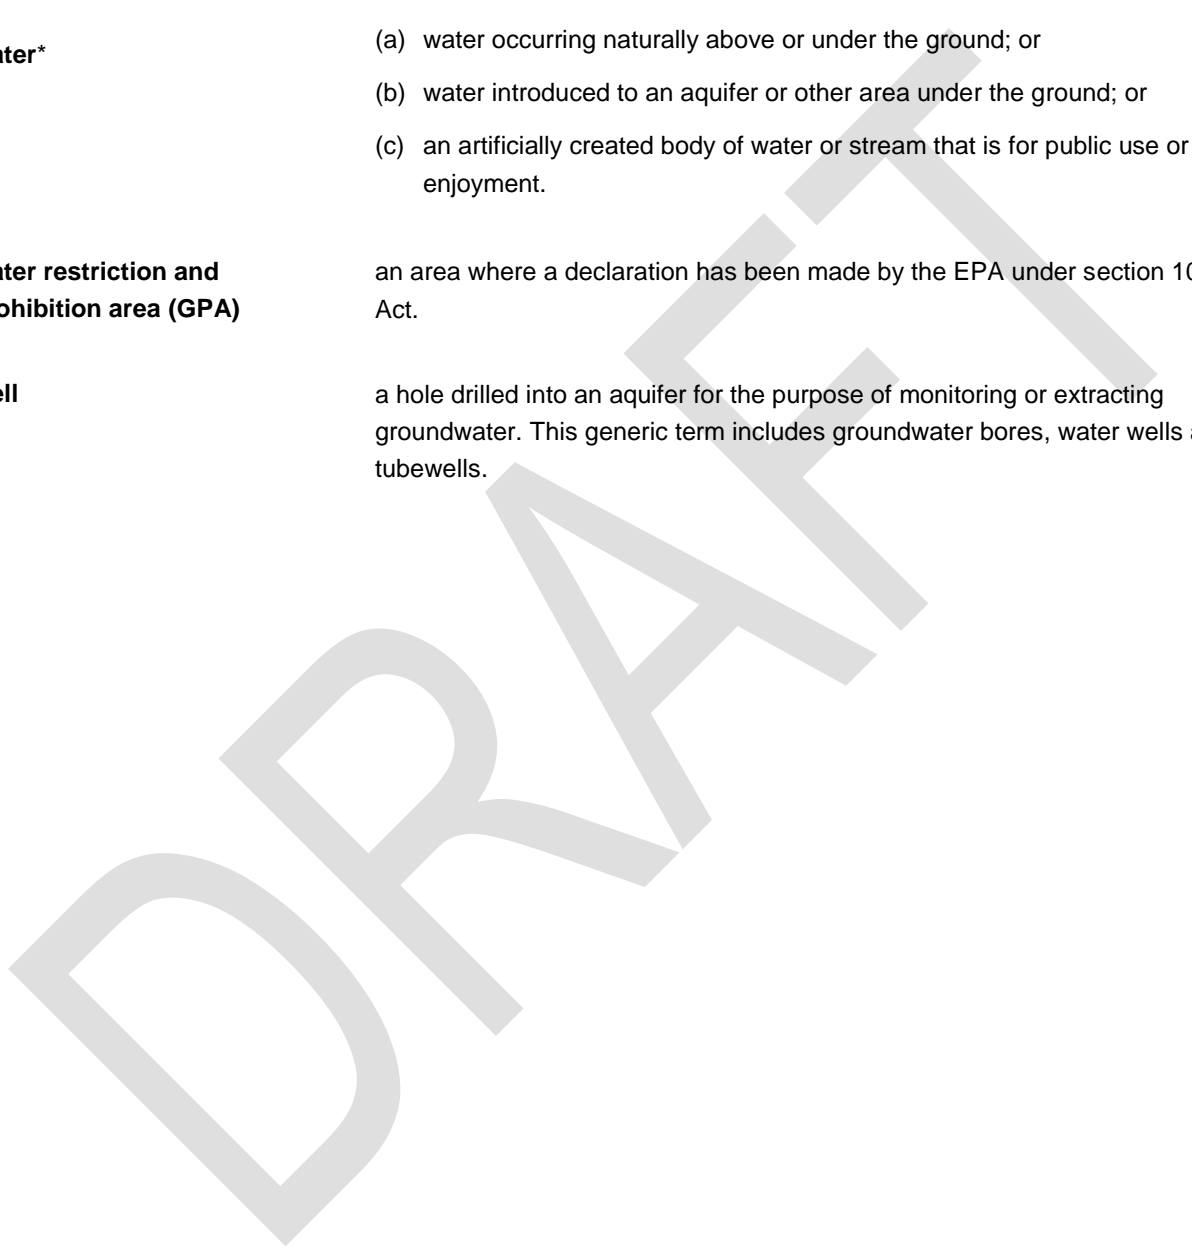 ater*
(a) water occurring naturally above or under the ground; or
(b) water introduced to an aquifer or other area under the ground; or
(c) an artificially created body of water or stream that is for public use or
enjoyment.
ater restriction and
ohibition area (GPA)
an area where a declaration has been made by the EPA under section 10
Act.
ell
a hole drilled into an aquifer for the purpose of monitoring or extracting
groundwater. This generic term includes groundwater bores, water wells a
tubewells.
DRAFT